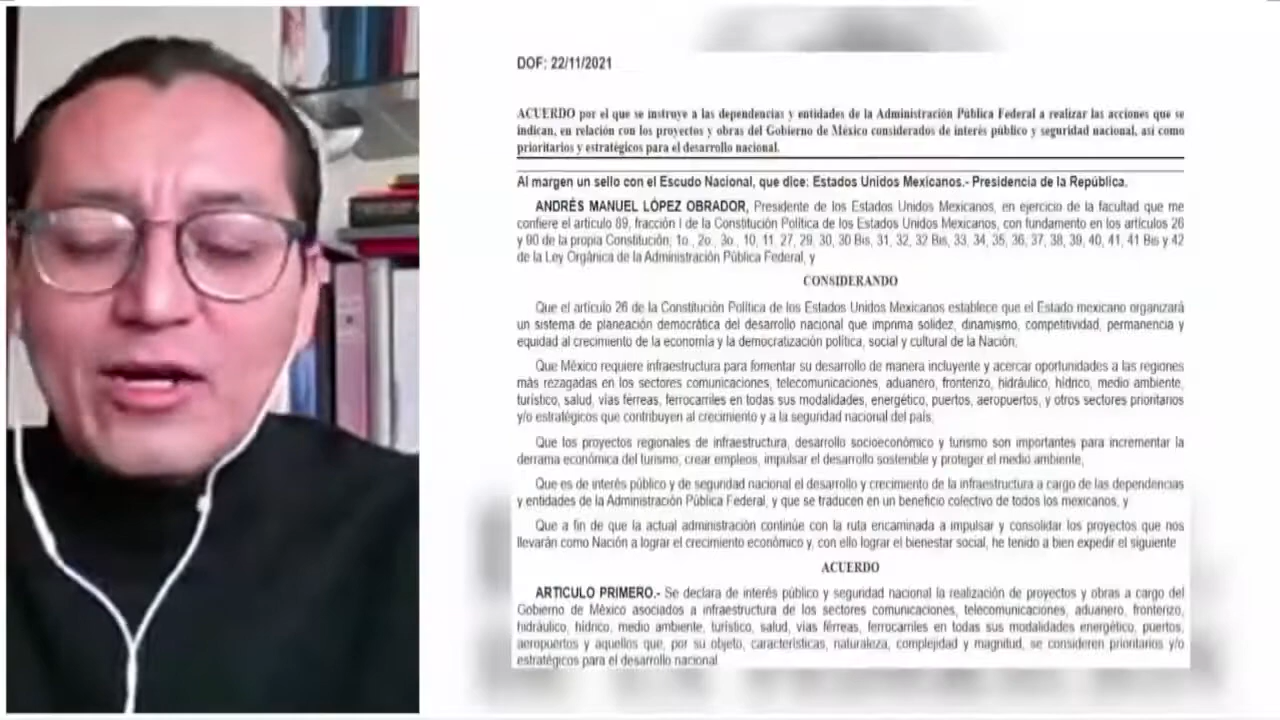 DOF: 22/11/2021
ACUERDO por el que se instruye a las dependencias y entidades de la Administración Pública Federal a realizar las acciones que se
indican, en relación con los proyectos y obras del Gobierno de México considerados de interés público y seguridad nacional, así como
prioritarios y estratégicos para el desarrollo nacional.
Al margen un sello con el Escudo Nacional, que dice: Estados Unidos Mexicanos.- Presidencia de la República.
ANDRÉS MANUEL LÓPEZ OBRADOR, Presidente de los Estados Unidos Mexicanos, en ejercicio de la facultad que me
confiere el artículo 89, fracción I de la Constitución Política de los Estados Unidos Mexicanos, con fundamento en los artículos 26
y 90 de la propia Constitución; 1o., 2o., 3o., 10, 11, 27, 29, 30, 30 Bis, 31, 32, 32 Bis, 33, 34, 35, 36, 37, 38, 39, 40, 41, 41 Bis y 42
de la Ley Orgánica de la Administración Pública Federal, y
CONSIDERANDO
Que el artículo 26 de la Constitución Política de los Estados Unidos Mexicanos establece que el Estado mexicano organizará
un sistema de planeación democrática del desarrollo nacional que imprima solidez, dinamismo, competitividad, permanencia y
equidad al crecimiento de la economía y la democratización política, social y cultural de la Nación;
Que México requiere infraestructura para fomentar su desarrollo de manera incluyente y acercar oportunidades a las regiones
más rezagadas en los sectores comunicaciones, telecomunicaciones, aduanero, fronterizo, hidráulico, hídrico, medio ambiente,
turístico, salud, vías férreas, ferrocarriles en todas sus modalidades, energético, puertos, aeropuertos, y otros sectores prioritarios
y/o estratégicos que contribuyen al crecimiento y a la seguridad nacional del país;
Que los proyectos regionales de infraestructura, desarrollo socioeconómico y turismo son importantes para incrementar la
derrama económica del turismo, crear empleos, impulsar el desarrollo sostenible y proteger el medio ambiente;
Que es de interés público y de seguridad nacional el desarrollo y crecimiento de la infraestructura a cargo de las dependencias
y entidades de la Administración Pública Federal, y que se traducen en un beneficio colectivo de todos los mexicanos, y
Que a fin de que la actual administración continúe con la ruta encaminada a impulsar y consolidar los proyectos que nos
llevarán como Nación a lograr el crecimiento económico y, con ello lograr el bienestar social, he tenido a bien expedir el siguiente
ACUERDO
ARTICULO PRIMERO.- Se declara de interés público y seguridad nacional la realización de proyectos y obras a cargo del
Gobierno de México asociados a infraestructura de los sectores comunicaciones, telecomunicaciones, aduanero, fronterizo,
hidráulico, hídrico, medio ambiente, turístico, salud, vías férreas, ferrocarriles en todas sus modalidades energético, puertos,
aeropuertos y aquellos que, por su objeto, características, naturaleza, complejidad y magnitud, se consideren prioritarios y/o
estratégicos para el desarrollo nacional